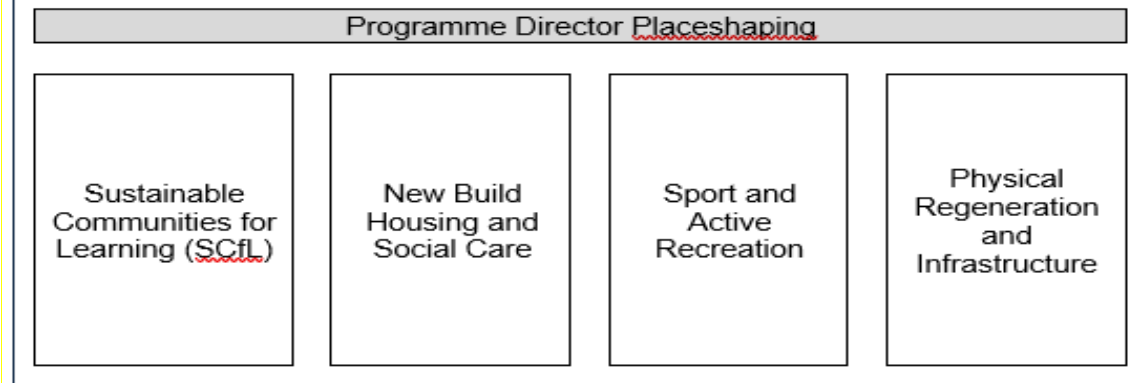 Programme Director Placeshaping
Sustainable
Communities for
Learning (SCfL)
New Build
Housing and
Social Care
Sport and
Active
Recreation
Physical
Regeneration
and
Infrastructure